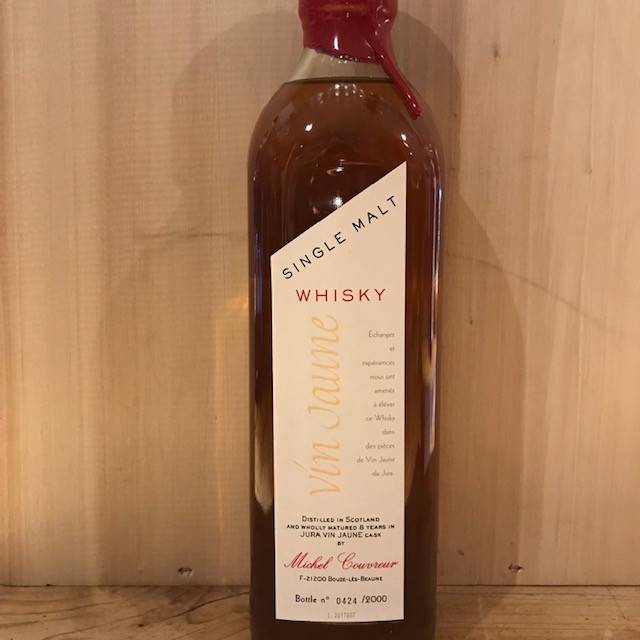 SINGLE MALT
WHISKY
Vin Jaune
Échanges
et
expériences
nous ont
amenés
à élever
ce Whisky
dans
des pièces
de Vin Jaune
du Jura.
DISTILLED IN SCOTLAND
AND WHOLLY MATURED 8 YEARS IN
JURA VIN JAUNE CASK
BY
Michel Couvreur
F-21200 BOUZE-LÈS-BEAUNE
Bottle n° 0424 /2000
L 2017007